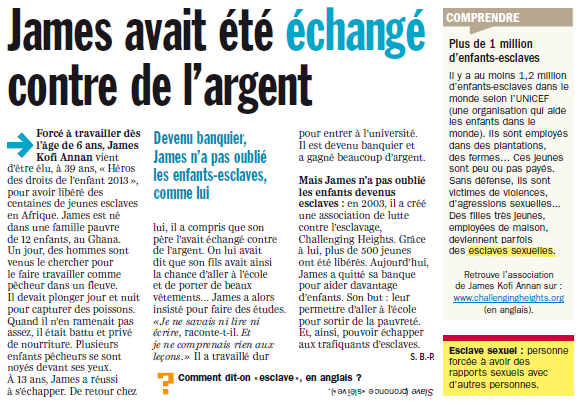 James avait été échangé
contre de l'argent
Forcé à travailler dès
l'âge de 6 ans, James
Kofi Annan vient
d'être élu, à 39 ans, « Héros
des droits de l'enfant 2013 »,
pour avoir libéré des
centaines de jeunes esclaves
en Afrique. James est né
dans une famille pauvre
de 12 enfants, au Ghana.
Un jour, des hommes sont
venus le chercher pour
le faire travailler comme
pêcheur dans un fleuve.
Il devait plonger jour et nuit
pour capturer des poissons.
Quand il n'en ramenait pas
assez, il était battu et privé
de nourriture. Plusieurs
enfants pêcheurs se sont
noyés devant ses yeux.
À 13 ans, James a réussi
à s'échapper. De retour chez
Devenu banquier,
James n'a pas oublié
les enfants-esclaves,
comme lui
lui, il a compris que son
père l'avait échangé contre
de l'argent. On lui avait
dit que son fils avait ainsi
la chance d'aller à l'école
et de porter de beaux
vêtements... James a alors
insisté pour faire des études.
«Je ne savais ni lire ni
écrire, raconte-t-il. Et
je ne comprenais rien aux
leçons.» Il a travaillé dur
pour entrer à l'université.
Il est devenu banquier et
a gagné beaucoup d'argent.
Mais James n'a pas oublié
les enfants devenus
esclaves : en 2003, il a créé
une association de lutte
contre l'esclavage,
Challenging Heights. Grâce
à lui, plus de 500 jeunes
ont été libérés. Aujourd'hui,
James a quitté sa banque
pour aider davantage
d'enfants. Son but : leur
permettre d'aller à l'école
pour sortir de la pauvreté.
Et, ainsi, pouvoir échapper
aux trafiquants d'esclaves.
S. B.-P.
? Comment dit-on «esclave», en anglais ?
Slave (prononce «sléïve»).
COMPRENDRE
Plus de 1 million
d'enfants-esclaves
Il y a au moins 1,2 million
d'enfants-esclaves dans le
monde selon l'UNICEF
(une organisation qui aide
les enfants dans le
monde). Ils sont employés
dans des plantations,
des fermes... Ces jeunes
sont peu ou pas payés.
Sans défense, ils sont
victimes de violences,
d'agressions sexuelles...
Des filles très jeunes,
employées de maison,
deviennent parfois
des esclaves sexuelles.
Retrouve l'association
de James Kofi Annan sur :
www.challengingheights.org
(en anglais).
Esclave sexuel : personne
forcée à avoir des
rapports sexuels avec
d'autres personnes.